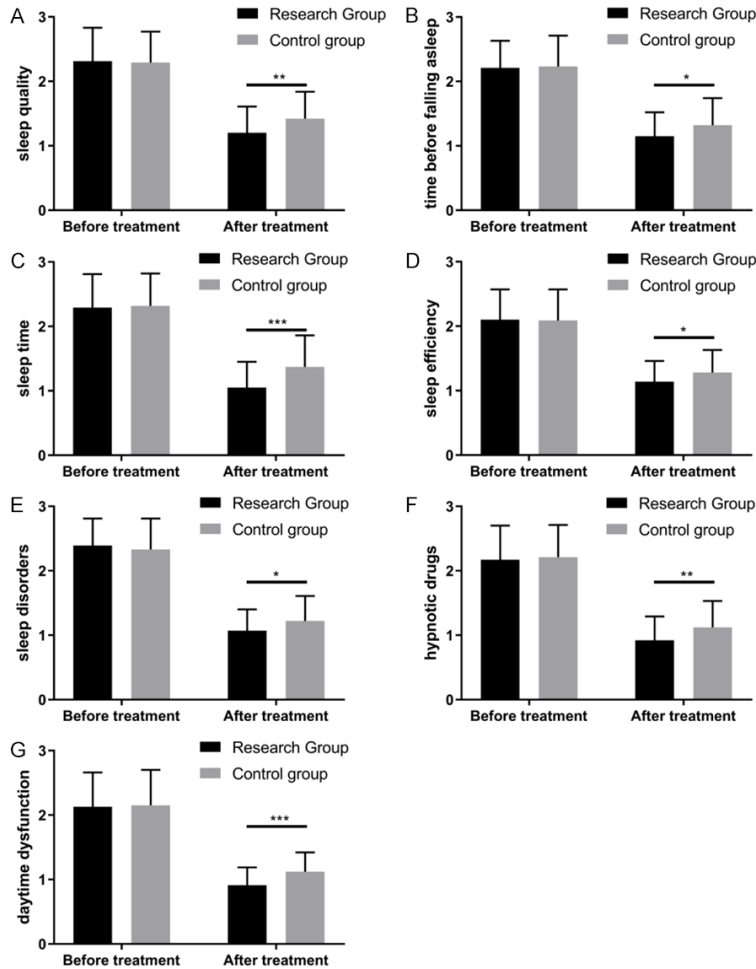 A
sleep quality
3
2
1
0
Research Group
Control group
**
Before treatment
After treatment
B
time before falling asleep
3
2
1
0
Research Group
Control group
*
Before treatment
After treatment
C
sleep time
3
2
1
0
Research Group
Control group
***
Before treatment
After treatment
D
sleep efficiency
3
2
1
0
Research Group
Control group
*
Before treatment
After treatment
E
sleep disorders
3
2
1
0
Research Group
Control group
*
Before treatment
After treatment
F
hypnotic drugs
3
2
1
0
Research Group
Control group
**
Before treatment
After treatment
G
daytime dysfunction
3
2
1
0
Research Group
Control group
***
Before treatment
After treatment